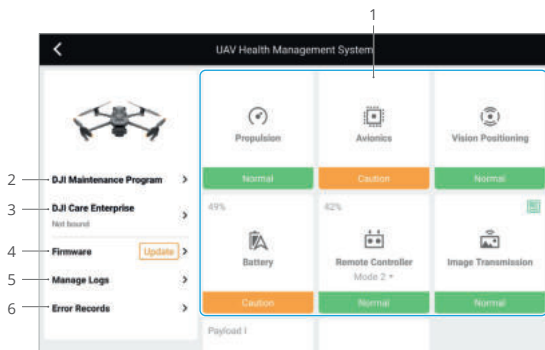 1
UAV Health Management System
Propulsion
Avionics
Vision Positioning
Normal
Caution
Normal
2
DJI Maintenance Program
3
DJI Care Enterprise
Not bound
4
Firmware
Update
5
Manage Logs
6
Error Records
49%
42%
Battery
Remote Controller
Mode 2
Image Transmission
Caution
Normal
Normal
Payload I